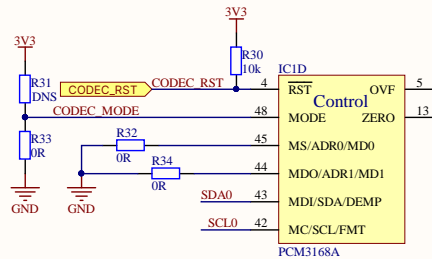 3V3
3V3
R30
10k
IC1D
R31
DNS
CODEC_RST
CODEC_RST
4
RST
OVF
5
Control
CODEC_MODE
48
MODE
ZERO
13
R33
0R
R32
0R
45
MS/ADR0/MD0
R34
0R
44
MDO/ADR1/MD1
GND
GND
SDA0
43
MDI/SDA/DEMP
SCL0
42
MC/SCL/FMT
PCM3168A